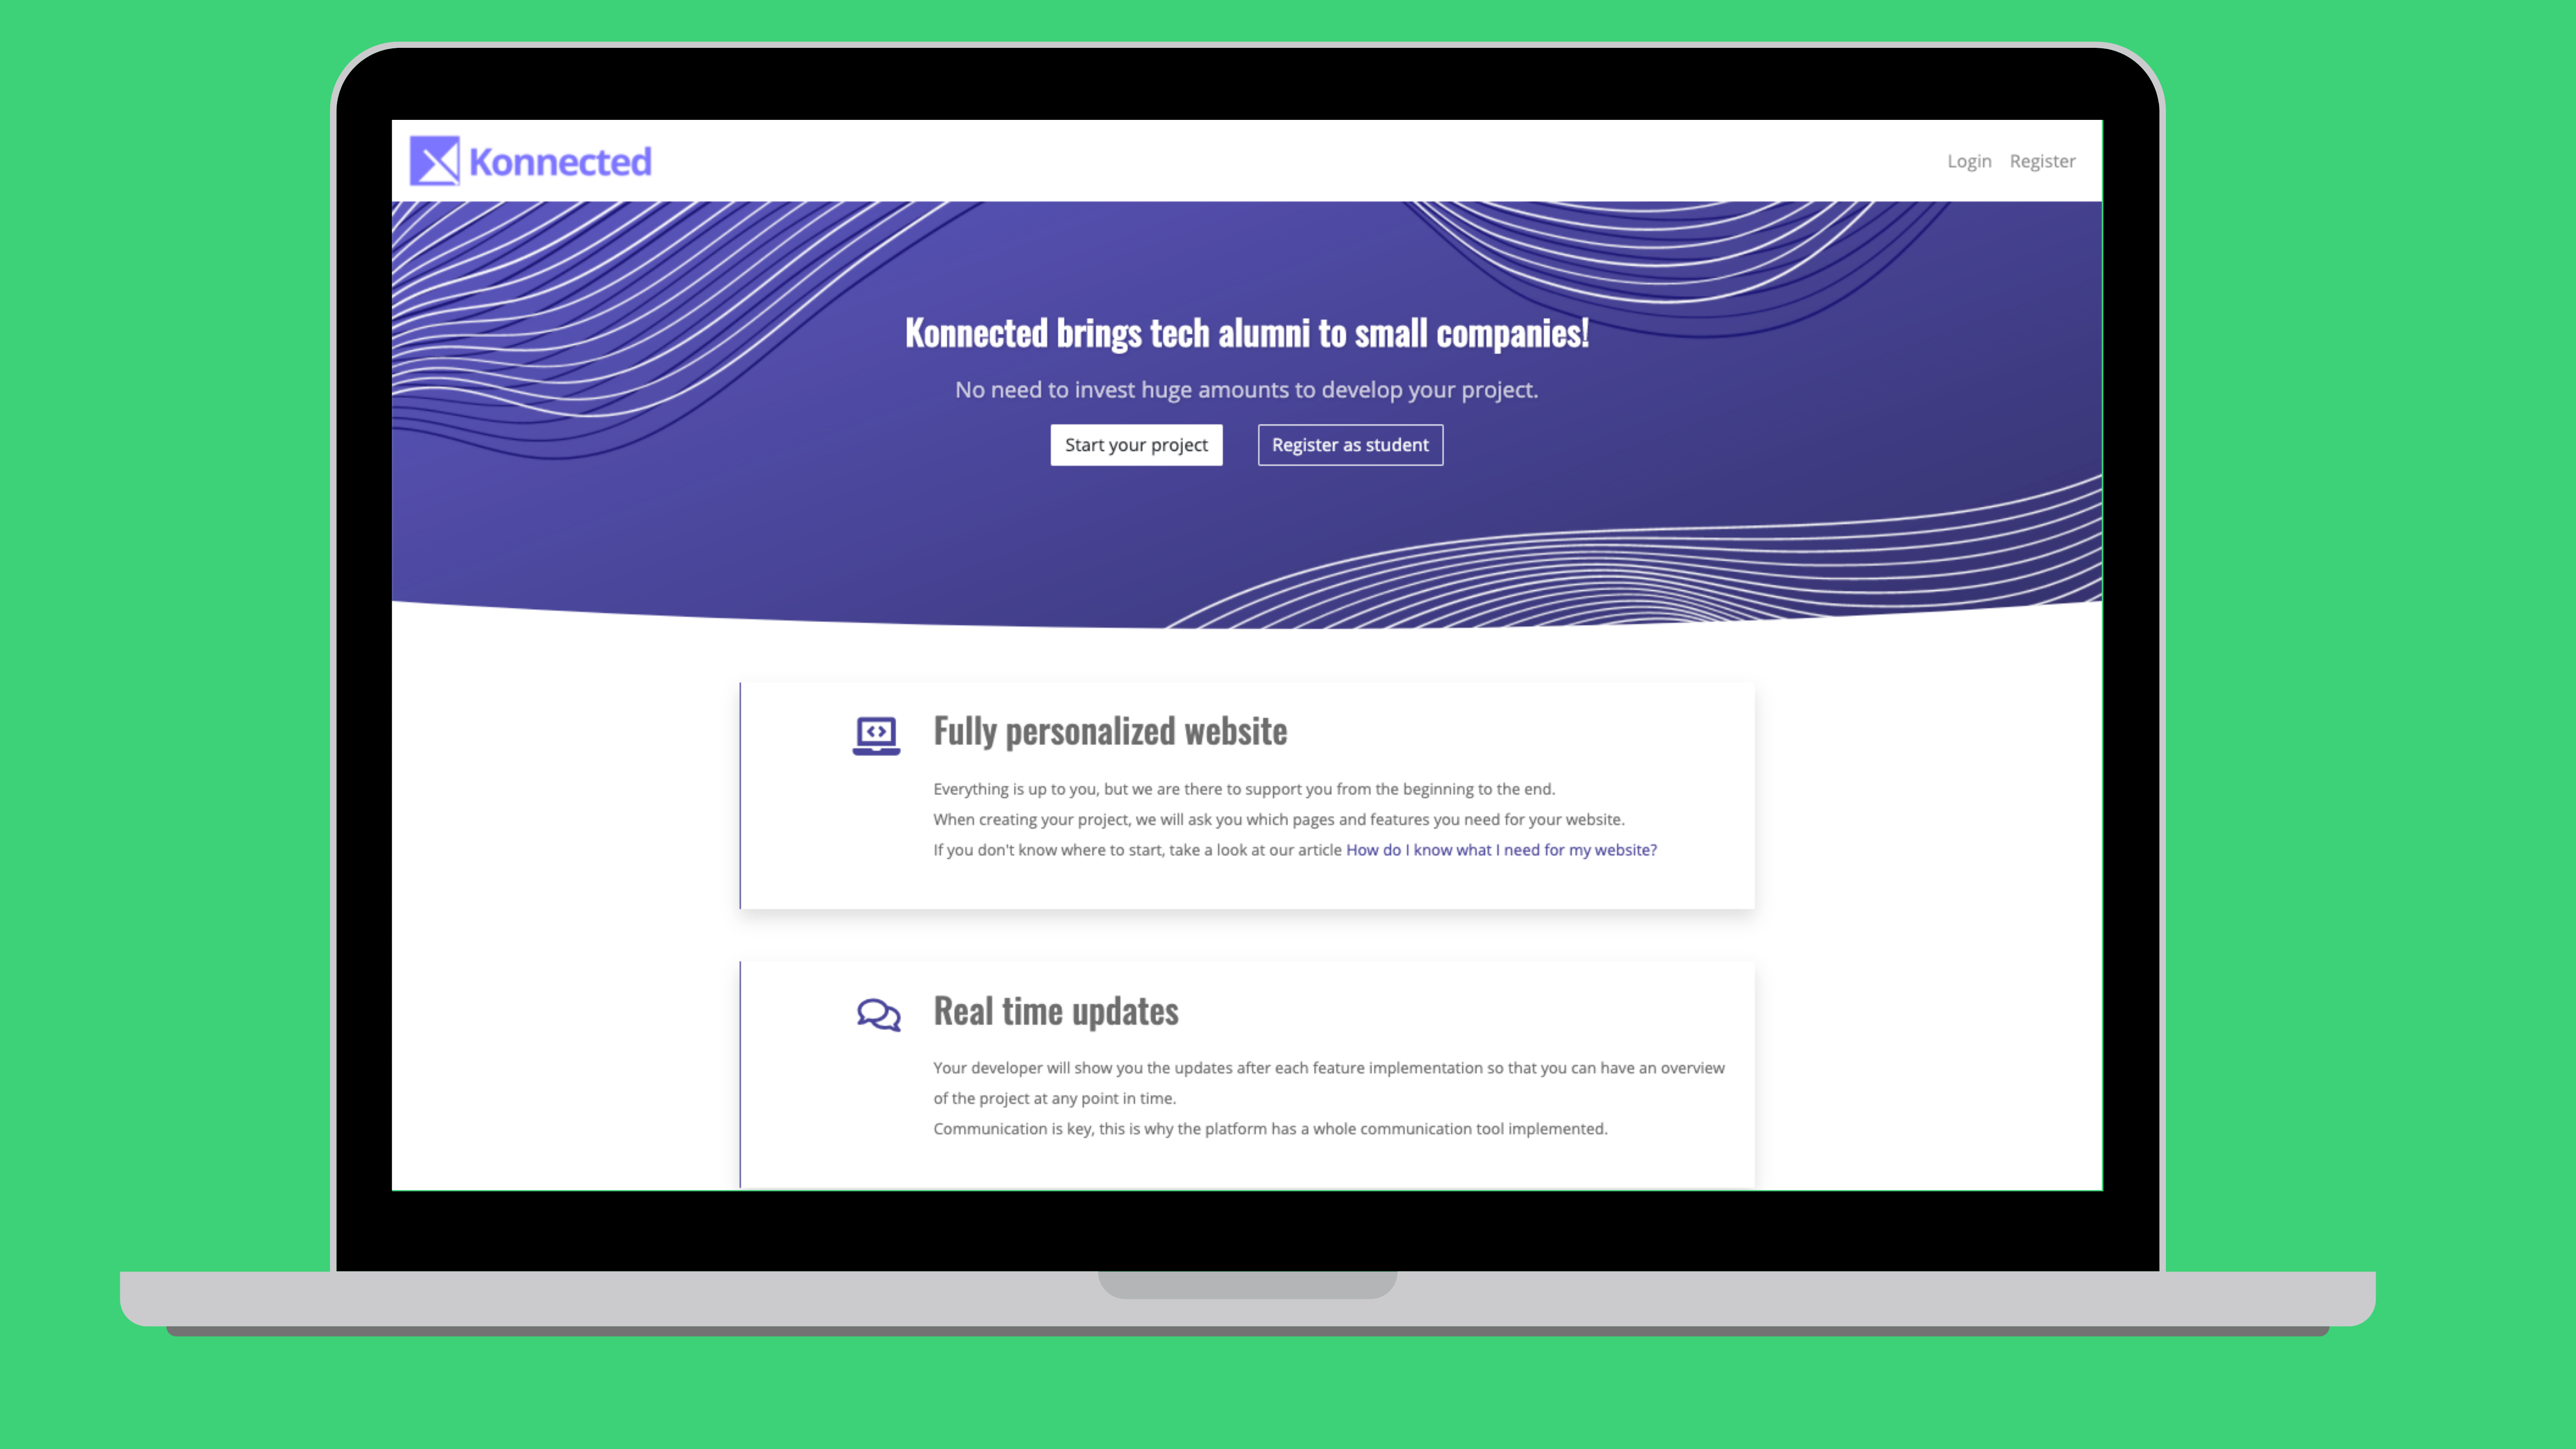 Konnected
Login Register
Konnected brings tech alumni to small companies!
No need to invest huge amounts to develop your project.
Start your project Register as student
Fully personalized website
Everything is up to you, but we are there to support you from the beginning to the end.
When creating your project, we will ask you which pages and features you need for your website.
If you don't know where to start, take a look at our article How do I know what I need for my website?
Real time updates
Your developer will show you the updates after each feature implementation so that you can have an overview
of the project at any point in time.
Communication is key, this is why the platform has a whole communication tool implemented.